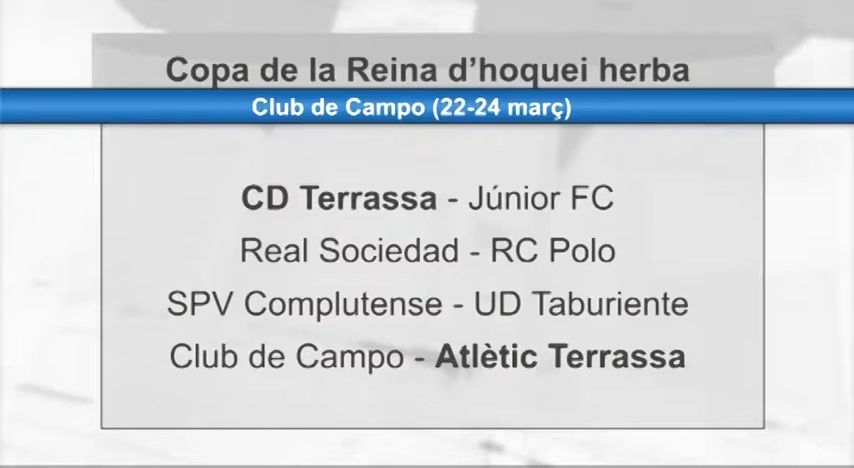 Copa de la Reina d'hoquei herba
Club de Campo (22-24 març)
CD Terrassa - Júnior FC
Real Sociedad - RC Polo
SPV Complutense - UD Taburiente
Club de Campo - Atlètic Terrassa